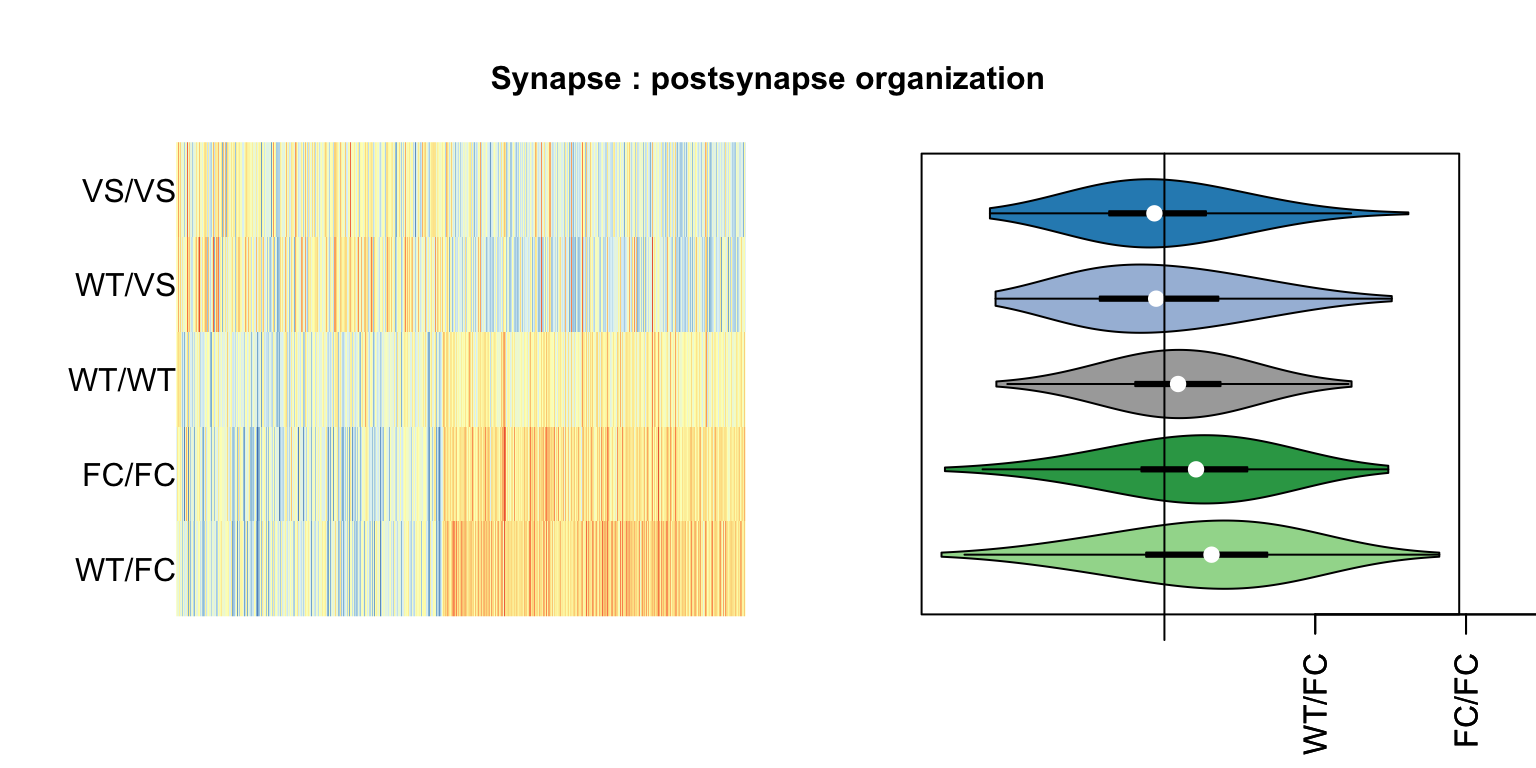 Synapse : postsynapse organization
VS/VS
WT/VS
WT/WT
FC/FC
WT/FC
WT/FC
FC/FC